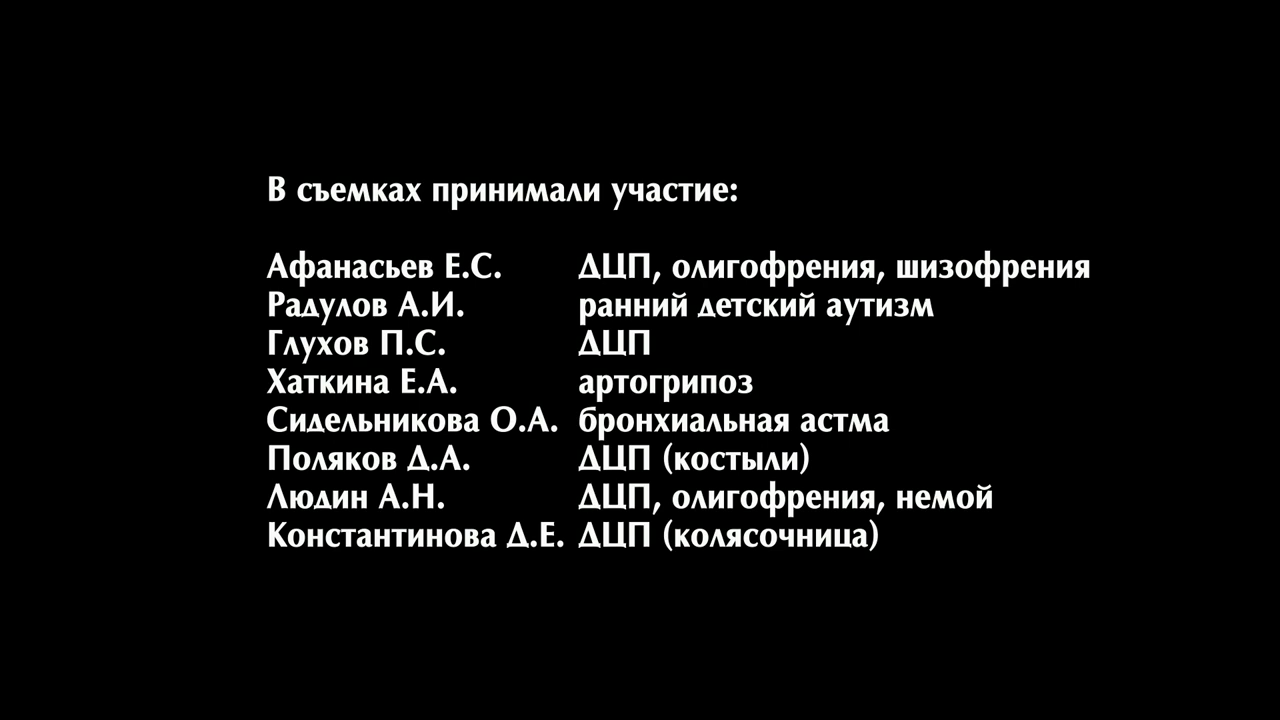 В съемках принимали участие:
Афанасьев Е.С. ДЦП, олигофрения, шизофрения
Радулов А.И. ранний детский аутизм
Глухов П.С. ДЦП
Хаткина Е.А. артогрипоз
Сидельникова О.А. бронхиальная астма
Поляков Д.А. ДЦП (костыли)
Людин А.Н. ДЦП, олигофрения, немой
Константинова Д.Е. ДЦП (колясочница)